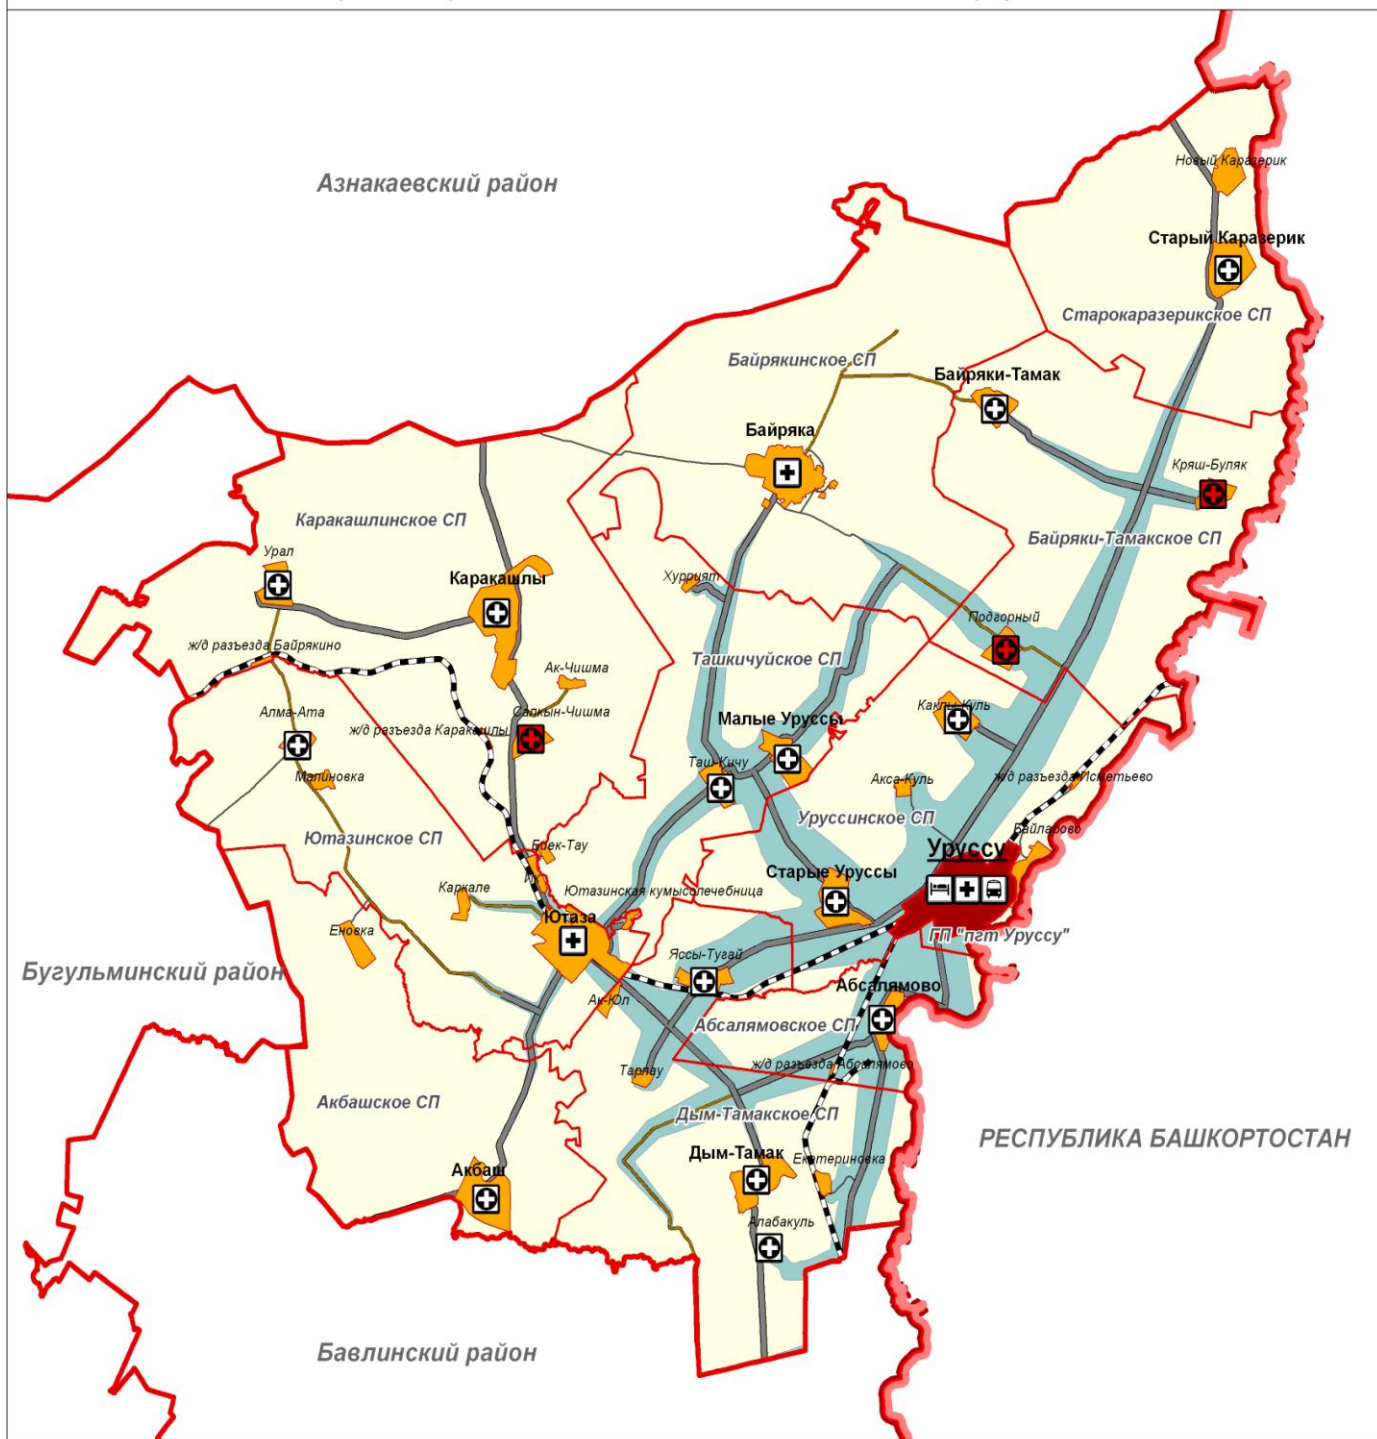 Азнакаевский район
Новый Каразерик
Старый Каразерик
Старокаразерикское СП
Байрякинское СП
Байряки-Тамак
Байряка
Кряш-Буляк
Каракашлинское СП
Байряки-Тамакское СП
Урал
Каракашлы
Хуррият
Подгорный
ж/д разъезда Байрякино
Ак-Чишма
Ташкичуйское СП
Алма-Ата
Сапкын-Чишма
ж/д разъезда Каракашлы
Малые Уруссы
Каклы-Куль
Малиновка
Таш-Кичу
Акса-Куль
ж/д разъезда Исметьево
Ютазинское СП
Уруссинское СП
Байларово
Биек-Тау
Уруссу
Старые Уруссы
Каркале
Ик
Ютазинская кумысолечебница
Ютаза
Еновка
ГП "пгт Уруссу"
Яссы-Тугай
Бугульминский район
Абсалямово
Ак-Юл
Абсалямовское СП
Тарлау
ж/д разъезда Абсалямово
Акбашское СП
Дым-Тамакское СП
РЕСПУБЛИКА БАШКОРТОСТАН
Дым-Тамак
Екатериновка
Акбаш
Алабакуль
Бавлинский район